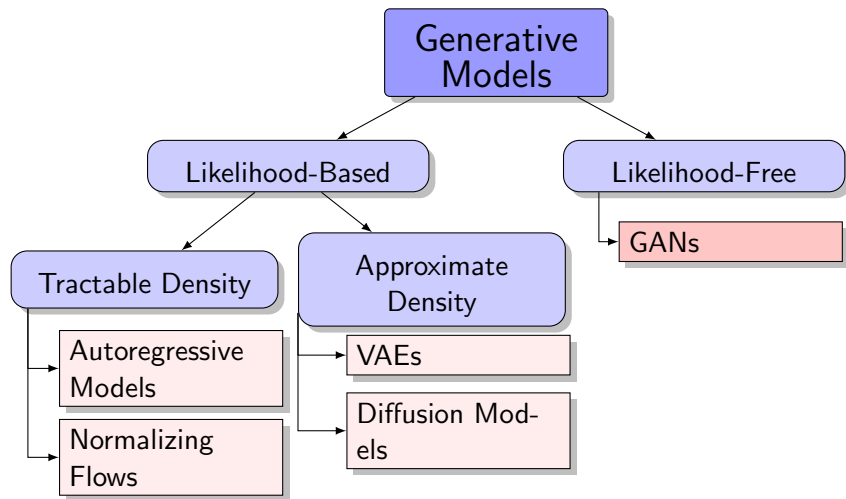 Generative
Models
Likelihood-Based
Likelihood-Free
GANs
Tractable Density
Approximate
Density
Autoregressive
Models
VAEs
Normalizing
Flows
Diffusion Mod-
els